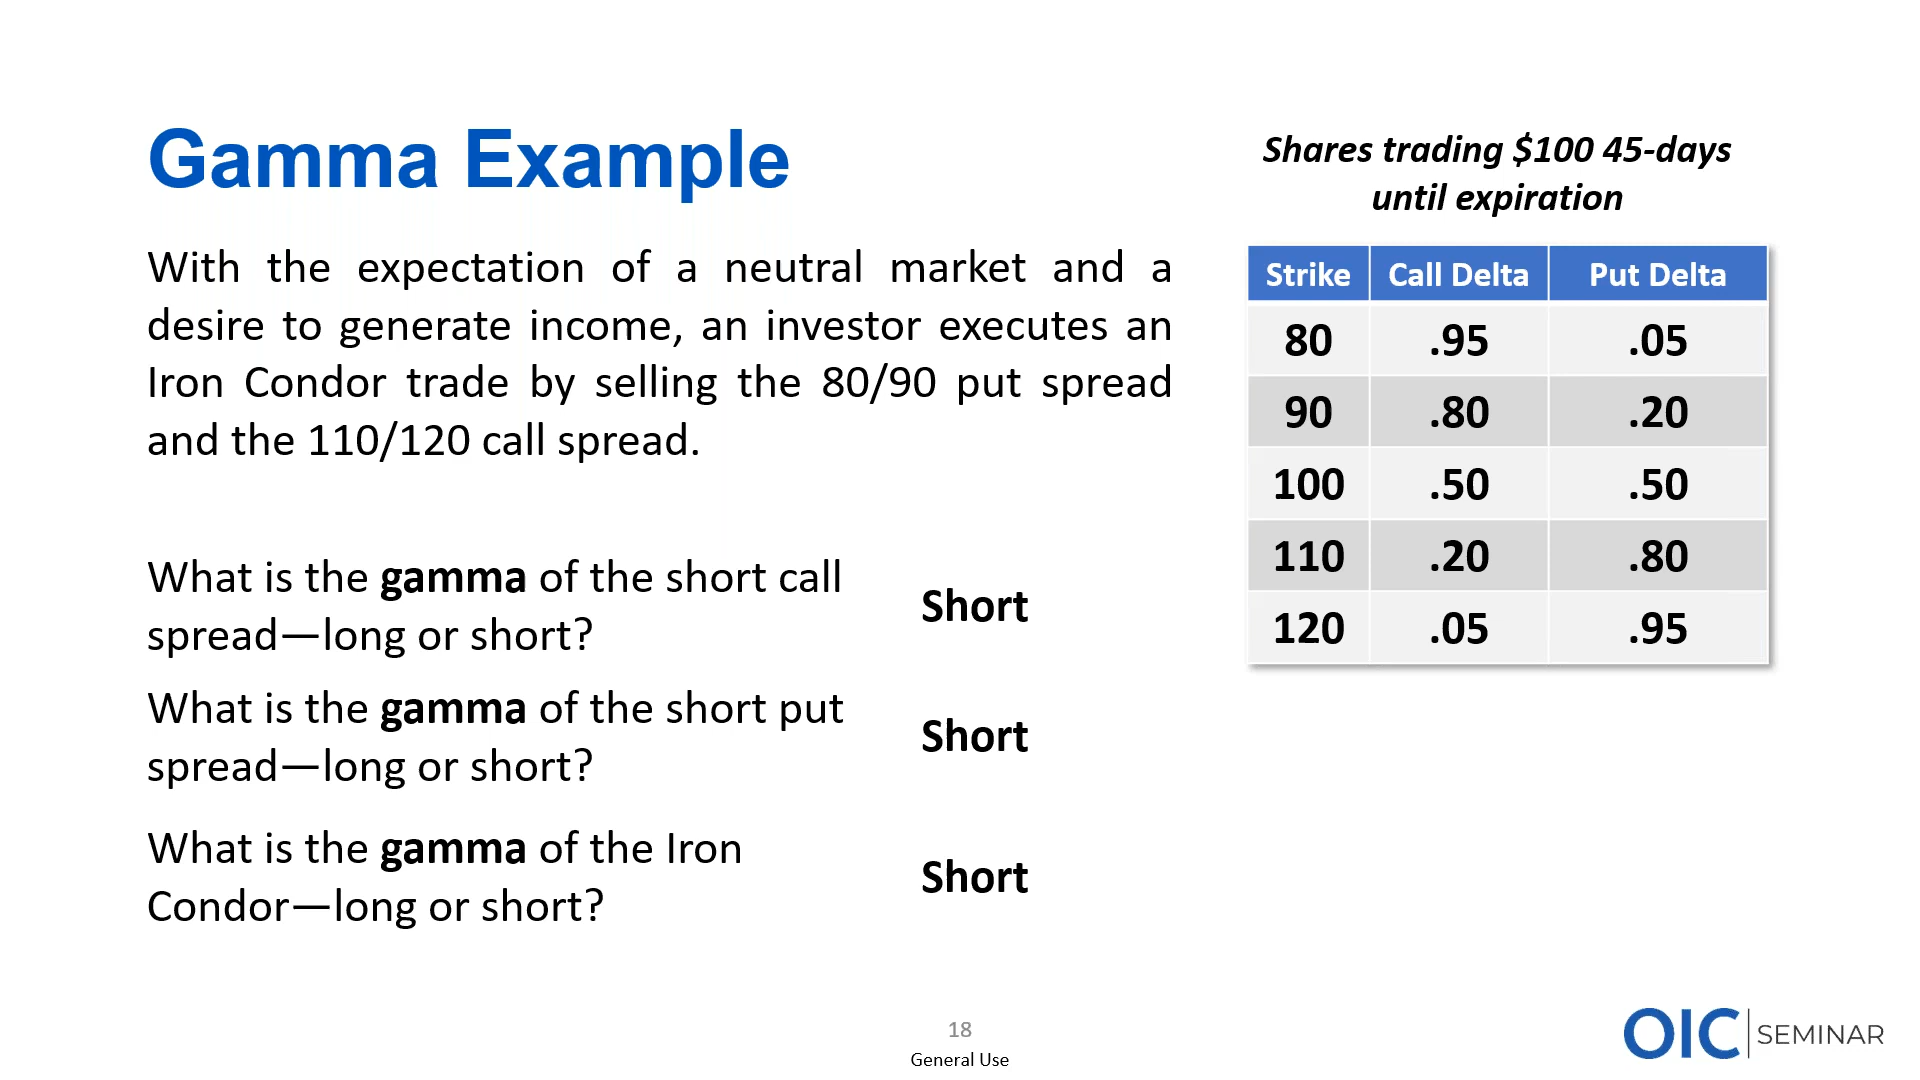 Gamma Example
With the expectation of a neutral market and a
desire to generate income, an investor executes an
Iron Condor trade by selling the 80/90 put spread
and the 110/120 call spread.
What is the gamma of the short call
spread—long or short?
Short
What is the gamma of the short put
spread—long or short?
Short
What is the gamma of the Iron
Condor—long or short?
Short
Shares trading $100 45-days
until expiration
Strike Call Delta Put Delta
80 .95 .05
90 .80 .20
100 .50 .50
110 .20 .80
120 .05 .95
18
General Use
OIC SEMINAR